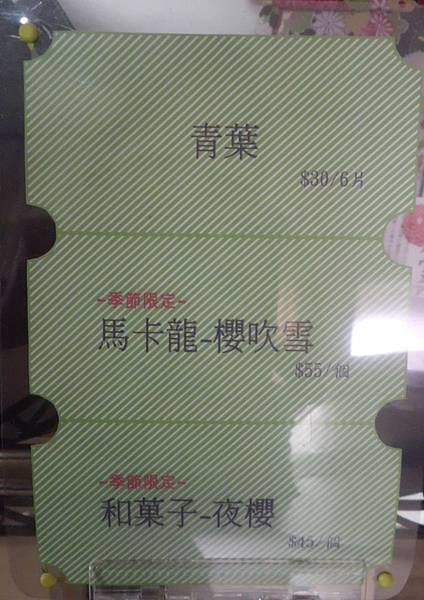 青葉
$30/6片
~季節限定~
馬卡龍-櫻吹雪
$55/個
~季節限定~
和菓子-夜櫻
$45/個